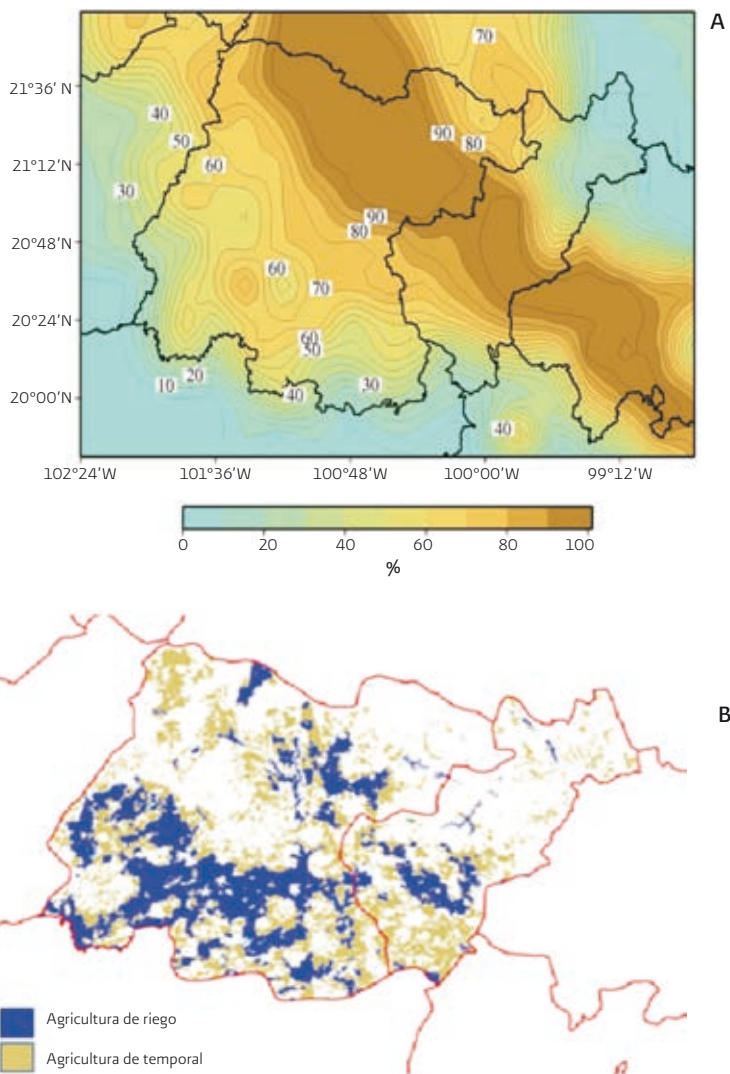 A
70
21°36′ N
40
90
80
50
21°12′N
60
30
90
80
20°48′N
60
70
20°24′N
60
50
20
10
30
40
20°00′N
40
102°24′W 101°36′W 100°48′W 100°00′W 99°12′W
0 20 40 60 80 100
%
B
Agricultura de riego
Agricultura de temporal